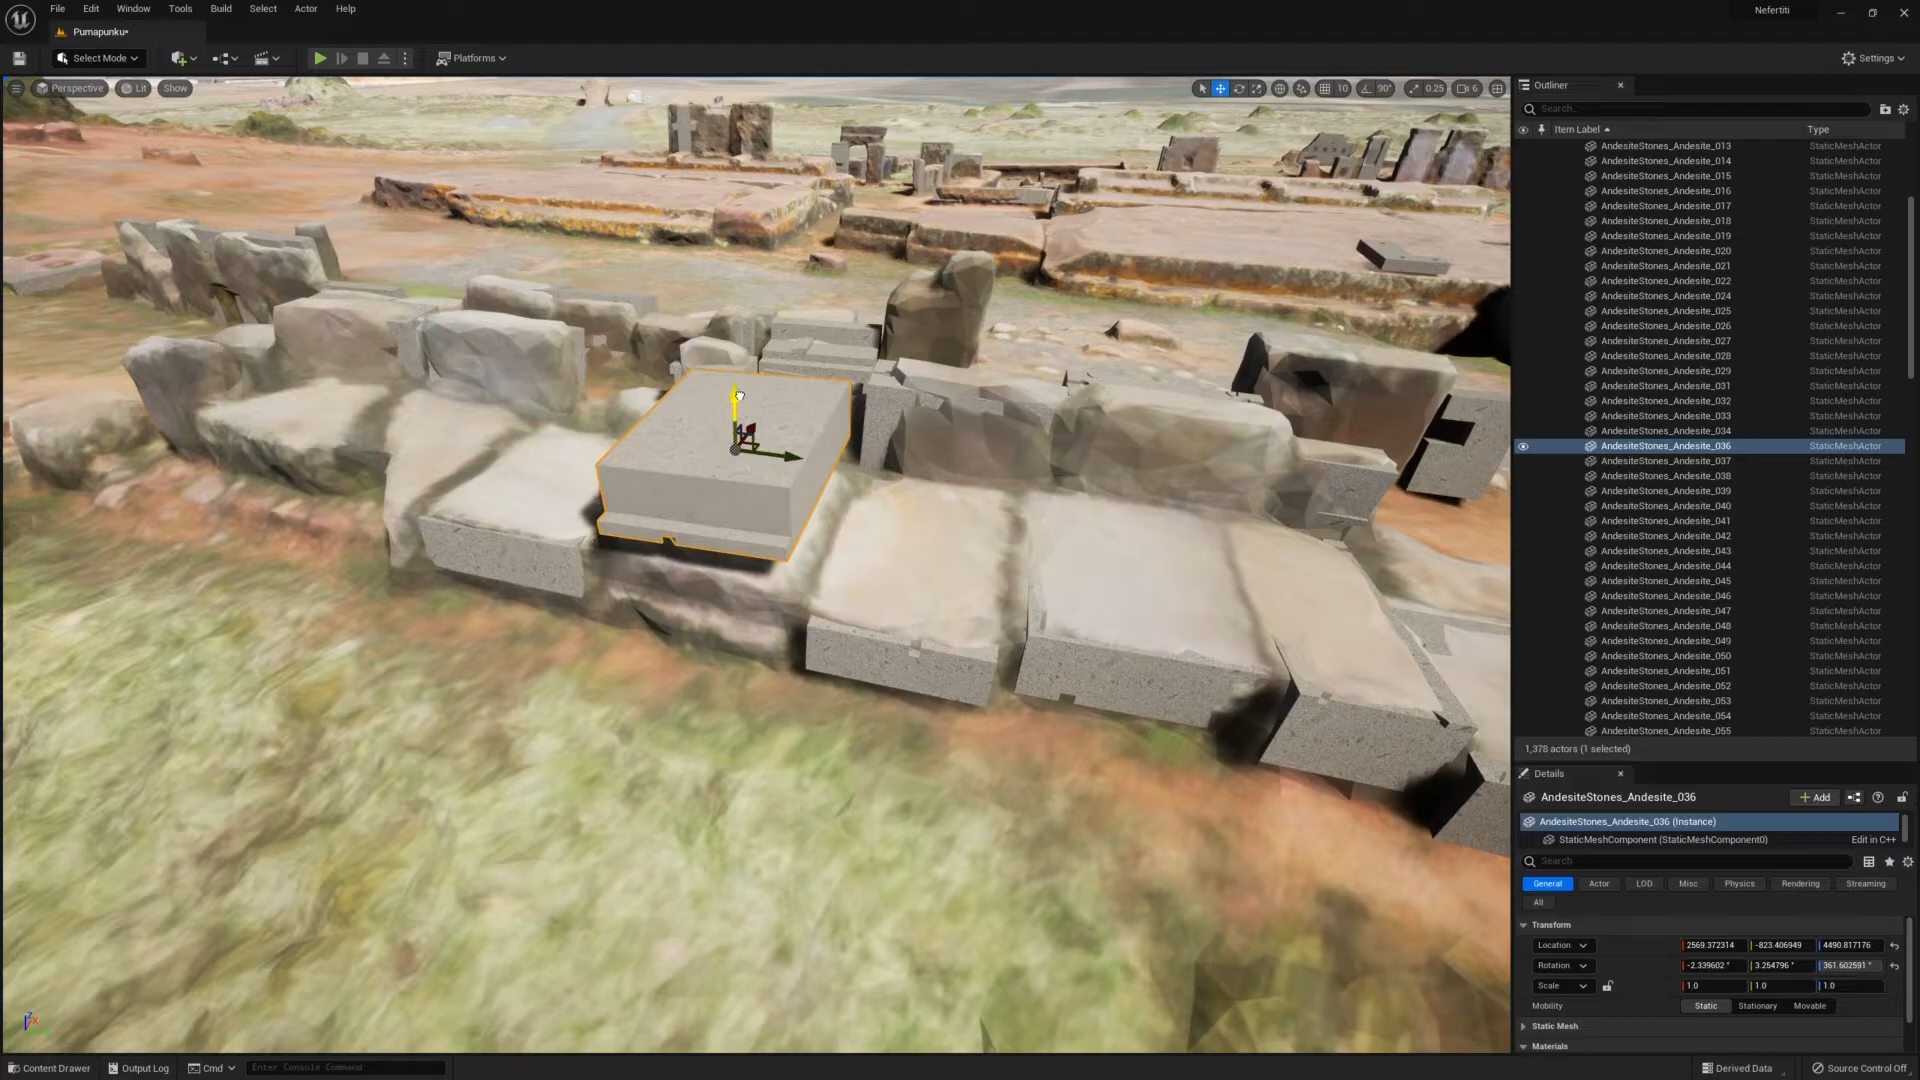 File Edit Window Tools Build Select Actor Help
Nefertiti
Pumapunku*
Select Mode
Platforms
Settings
Perspective Lit Show
10 90° 0.25 6
Outliner
Search...
Item Label Type
AndesiteStones_Andesite_013 StaticMeshActor
AndesiteStones_Andesite_014 StaticMeshActor
AndesiteStones_Andesite_015 StaticMeshActor
AndesiteStones_Andesite_016 StaticMeshActor
AndesiteStones_Andesite_017 StaticMeshActor
AndesiteStones_Andesite_018 StaticMeshActor
AndesiteStones_Andesite_019 StaticMeshActor
AndesiteStones_Andesite_020 StaticMeshActor
AndesiteStones_Andesite_021 StaticMeshActor
AndesiteStones_Andesite_022 StaticMeshActor
AndesiteStones_Andesite_024 StaticMeshActor
AndesiteStones_Andesite_025 StaticMeshActor
AndesiteStones_Andesite_026 StaticMeshActor
AndesiteStones_Andesite_027 StaticMeshActor
AndesiteStones_Andesite_028 StaticMeshActor
AndesiteStones_Andesite_029 StaticMeshActor
AndesiteStones_Andesite_031 StaticMeshActor
AndesiteStones_Andesite_032 StaticMeshActor
AndesiteStones_Andesite_033 StaticMeshActor
AndesiteStones_Andesite_034 StaticMeshActor
AndesiteStones_Andesite_036 StaticMeshActor
AndesiteStones_Andesite_037 StaticMeshActor
AndesiteStones_Andesite_038 StaticMeshActor
AndesiteStones_Andesite_039 StaticMeshActor
AndesiteStones_Andesite_040 StaticMeshActor
AndesiteStones_Andesite_041 StaticMeshActor
AndesiteStones_Andesite_042 StaticMeshActor
AndesiteStones_Andesite_043 StaticMeshActor
AndesiteStones_Andesite_044 StaticMeshActor
AndesiteStones_Andesite_045 StaticMeshActor
AndesiteStones_Andesite_046 StaticMeshActor
AndesiteStones_Andesite_047 StaticMeshActor
AndesiteStones_Andesite_048 StaticMeshActor
AndesiteStones_Andesite_049 StaticMeshActor
AndesiteStones_Andesite_050 StaticMeshActor
AndesiteStones_Andesite_051 StaticMeshActor
AndesiteStones_Andesite_052 StaticMeshActor
AndesiteStones_Andesite_053 StaticMeshActor
AndesiteStones_Andesite_054 StaticMeshActor
AndesiteStones_Andesite_055 StaticMeshActor
1,378 actors (1 selected)
Details
AndesiteStones_Andesite_036 + Add
AndesiteStones_Andesite_036 (Instance)
StaticMeshComponent (StaticMeshComponent0) Edit in C++
Search
General Actor LOD Misc Physics Rendering Streaming
All
Transform
Location 2569.372314 -823.406949 4490.817176
Rotation -2.339602 ° 3.254796 ° 361.602591 °
Scale 1.0 1.0 1.0
Mobility Static Stationary Movable
Static Mesh
Materials
Content Drawer Output Log Cmd Enter Console Command
Derived Data Source Control Off